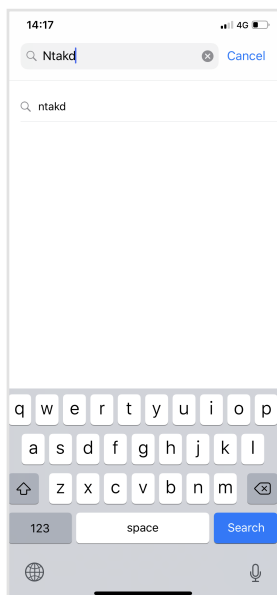 14:17
4G
Ntakd
Cancel
ntakd
q w e r t y u i o p
a s d f g h j k l
z x c v b n m
123 space Search